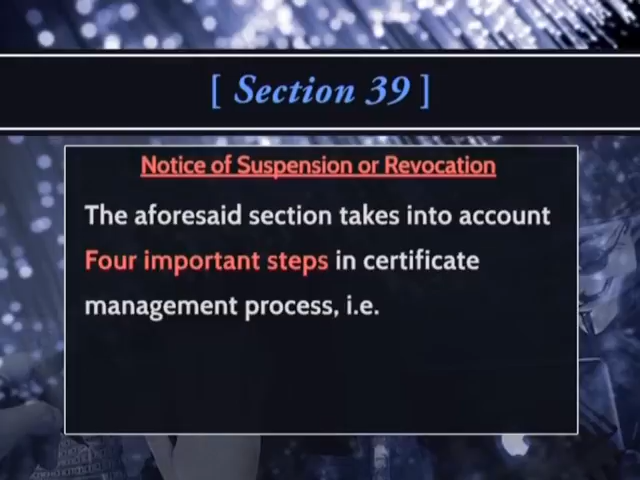 [ Section 39 ]
Notice of Suspension or Revocation
The aforesaid section takes into account
Four important steps in certificate
management process, i.e.